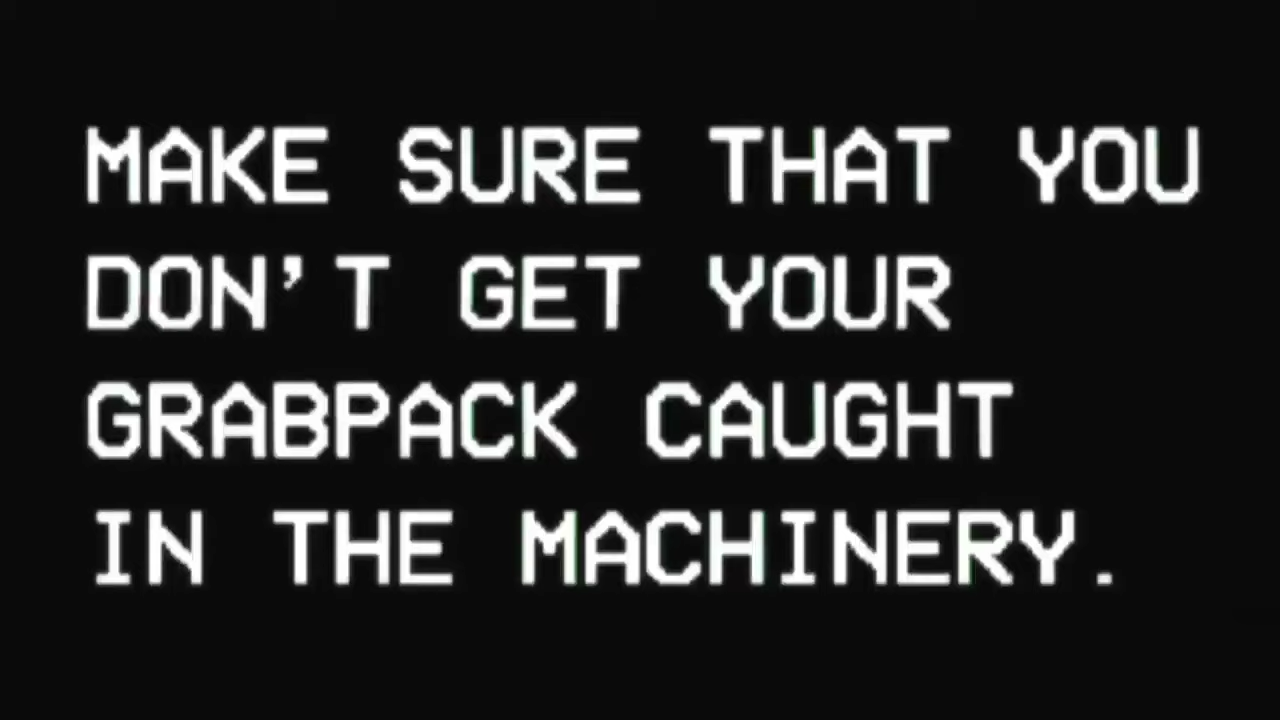 MAKE SURE THAT YOU
DON'T GET YOUR
GRABPACK CAUGHT
IN THE MACHINERY.